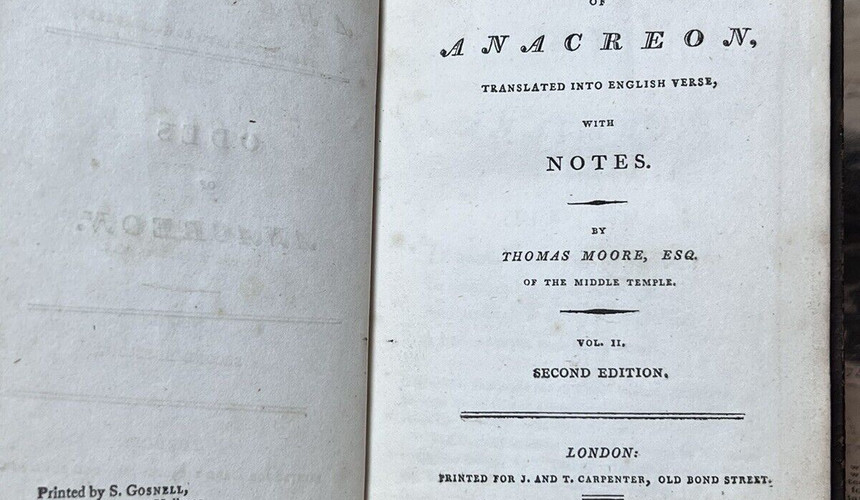 Printed by S. GOSNELL,
OF
ANACREON,
TRANSLATED INTO ENGLISH VERSE,
WITH
NOTES.
BY
THOMAS MOORE, ESQ.
OF THE MIDDLE TEMPLE.
VOL. II.
SECOND EDITION.
LONDON:
PRINTED FOR J. AND T. CARPENTER, OLD BOND STREET.